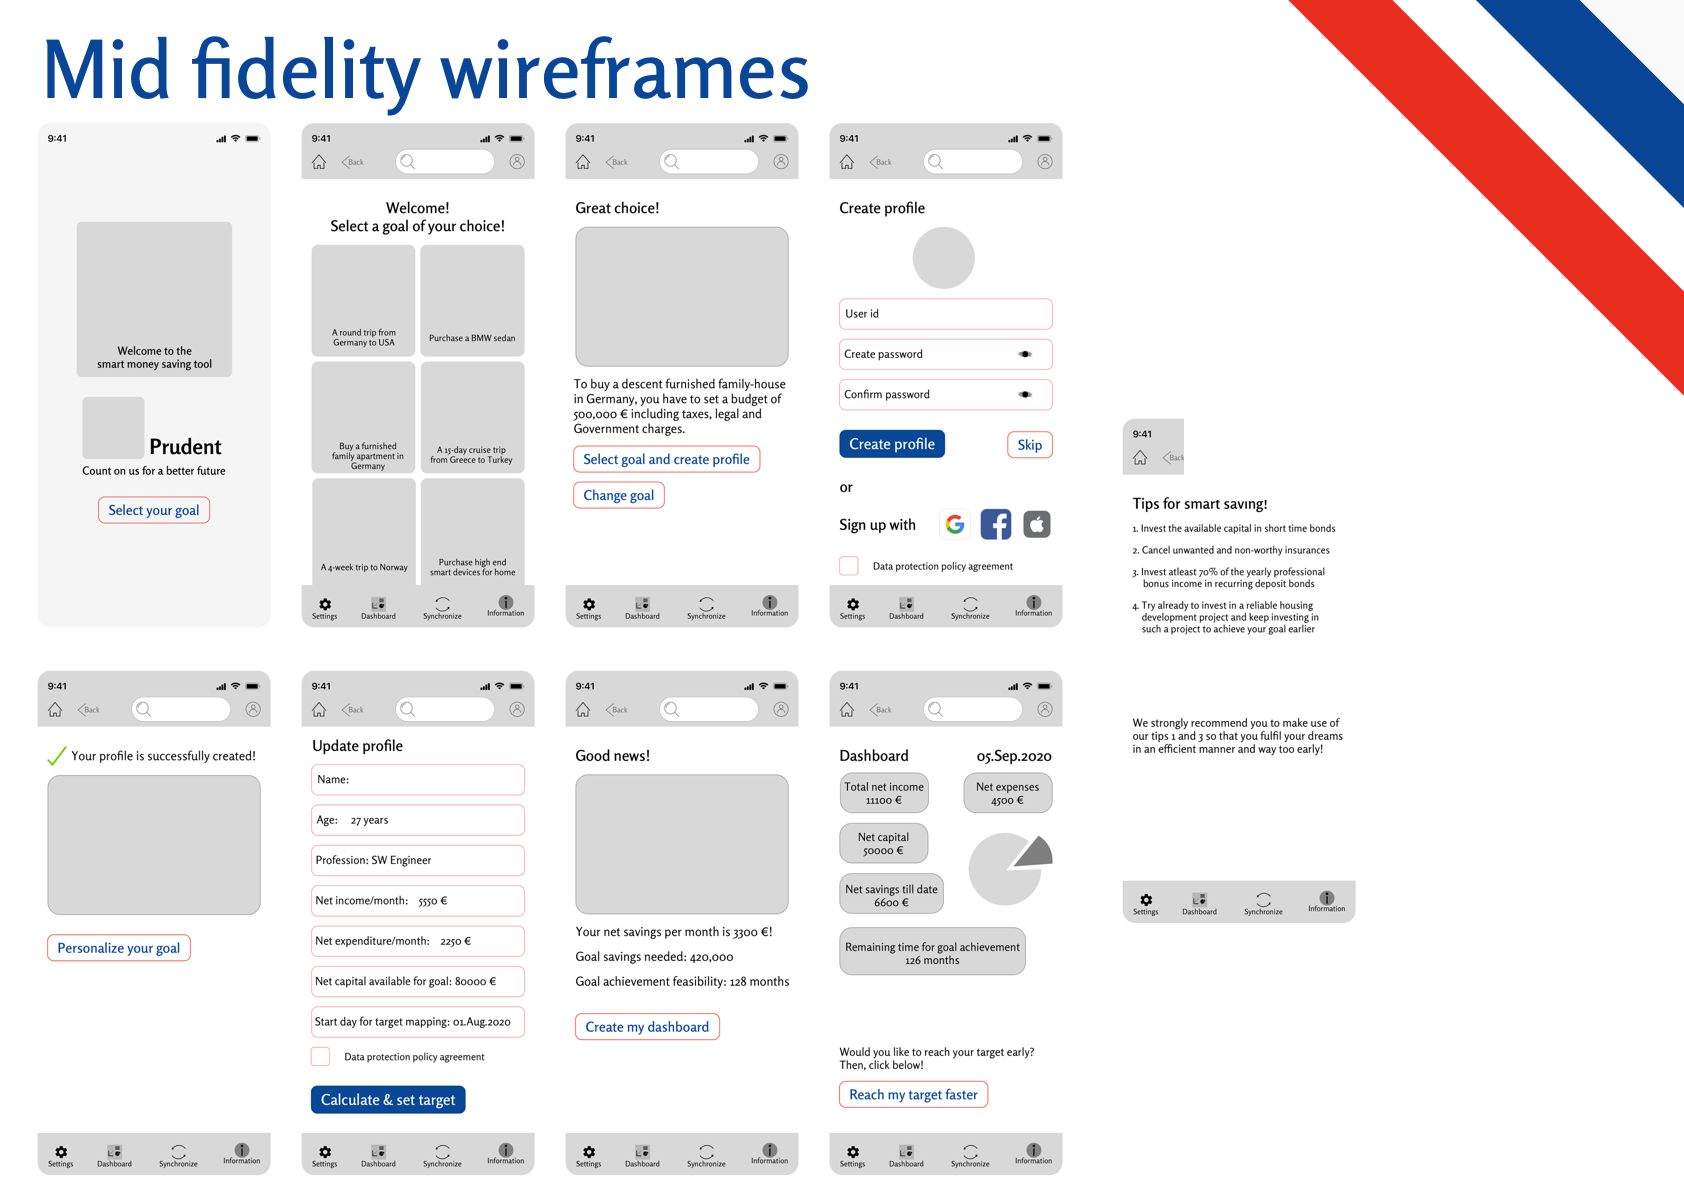 Mid fidelity wireframes
9:41
Welcome to the
smart money saving tool
Prudent
Count on us for a better future
Select your goal
9:41
Back
Welcome!
Select a goal of your choice!
A round trip from
Germany to USA
Purchase a BMW sedan
Buy a furnished
family apartment in
Germany
A 15-day cruise trip
from Greece to Turkey
A 4-week trip to Norway
Purchase high end
smart devices for home
Settings
Dashboard
Synchronize
Information
9:41
Back
Great choice!
To buy a descent furnished family-house
in Germany, you have to set a budget of
500,000 € including taxes, legal and
Government charges.
Select goal and create profile
Change goal
Settings
Dashboard
Synchronize
Information
9:41
Back
Create profile
User id
Create password
Confirm password
Create profile
Skip
or
Sign up with
Data protection policy agreement
Settings
Dashboard
Synchronize
Information
9:41
Back
Tips for smart saving!
1. Invest the available capital in short time bonds
2. Cancel unwanted and non-worthy insurances
3. Invest atleast 70% of the yearly professional
bonus income in recurring deposit bonds
4. Try already to invest in a reliable housing
development project and keep investing in
such a project to achieve your goal earlier
We strongly recommend you to make use of
our tips 1 and 3 so that you fulfil your dreams
in an efficient manner and way too early!
Settings
Dashboard
Synchronize
Information
9:41
Back
Your profile is successfully created!
Personalize your goal
Settings
Dashboard
Synchronize
Information
9:41
Back
Update profile
Name:
Age: 27 years
Profession: SW Engineer
Net income/month: 5550 €
Net expenditure/month: 2250 €
Net capital available for goal: 80000 €
Start day for target mapping: 01.Aug.2020
Data protection policy agreement
Calculate & set target
Settings
Dashboard
Synchronize
Information
9:41
Back
Good news!
Your net savings per month is 3300 €!
Goal savings needed: 420,000
Goal achievement feasibility: 128 months
Create my dashboard
Settings
Dashboard
Synchronize
Information
9:41
Back
Dashboard
05.Sep.2020
Total net income
11100 €
Net expenses
4500 €
Net capital
50000 €
Net savings till date
6600 €
Remaining time for goal achievement
126 months
Would you like to reach your target early?
Then, click below!
Reach my target faster
Settings
Dashboard
Synchronize
Information